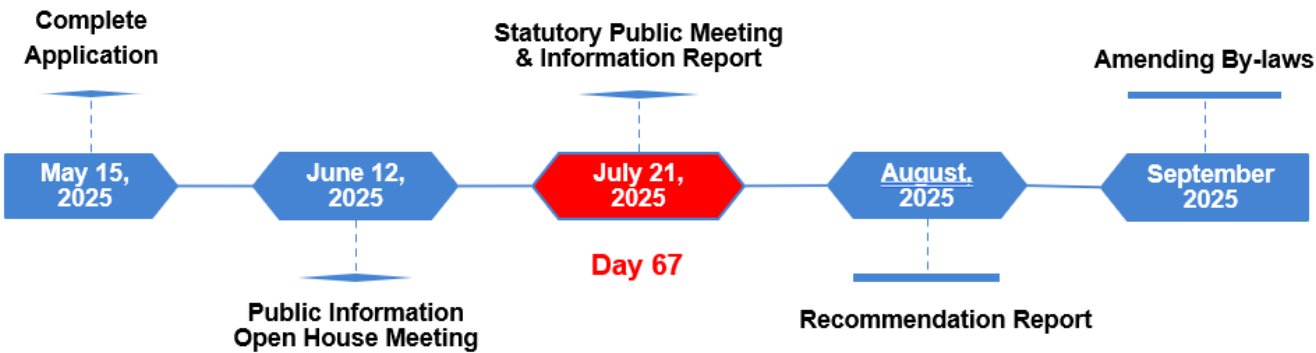 Complete
Application
Statutory Public Meeting
& Information Report
Amending By-laws
May 15,
2025
June 12,
2025
July 21,
2025
August,
2025
September
2025
Day 67
Public Information
Open House Meeting
Recommendation Report